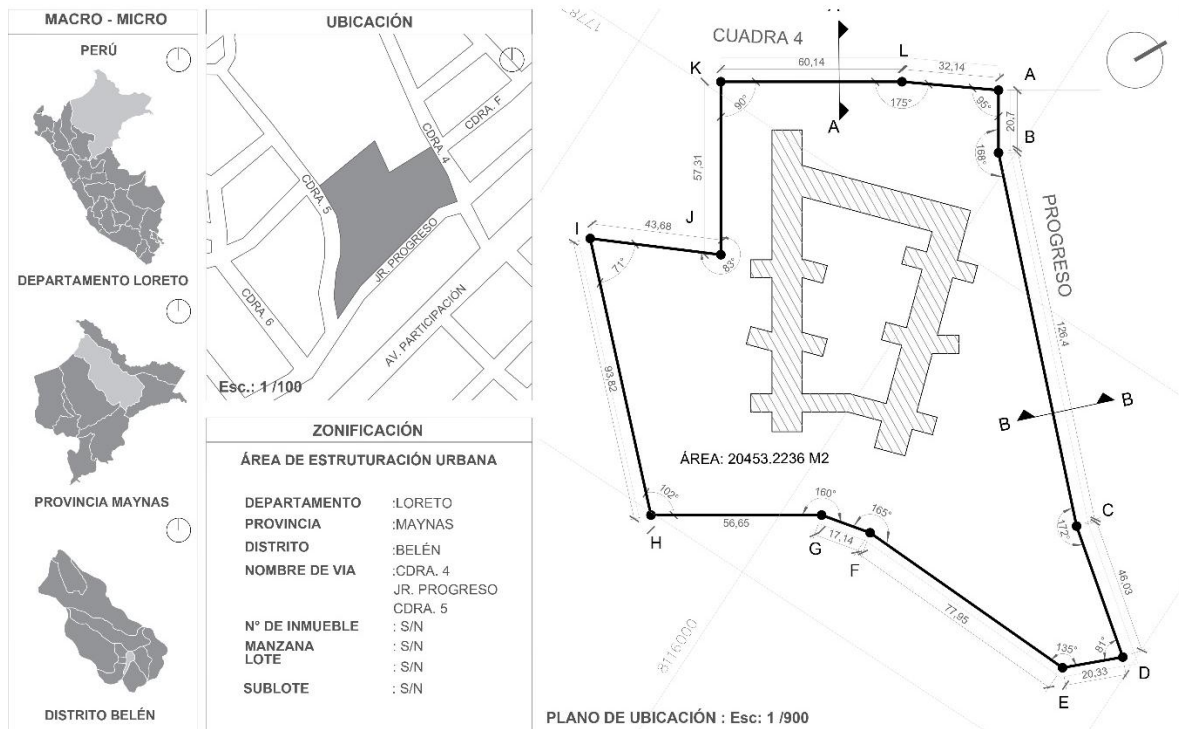 MACRO - MICRO
PERÚ
DEPARTAMENTO LORETO
PROVINCIA MAYNAS
DISTRITO BELÉN
UBICACIÓN
CDRA. F
CDRA. 4
CDRA. 5
JR. PROGRESO
CDRA. 6
AV. PARTICIPACIÓN
Esc.: 1 /100
ZONIFICACIÓN
ÁREA DE ESTRUTURACIÓN URBANA
DEPARTAMENTO :LORETO
PROVINCIA :MAYNAS
DISTRITO :BELÉN
NOMBRE DE VIA :CDRA. 4
JR. PROGRESO
CDRA. 5
N° DE INMUEBLE : S/N
MANZANA : S/N
LOTE : S/N
SUBLOTE : S/N
CUADRA 4
K
60,14
L
32,14
A
90°
A
175°
95°
20,7
B
168°
57,31
PROGRESO
I
43,68
J
83°
71°
126,4
93,82
B
B
ÁREA: 20453.2236 M2
102°
160°
165°
C
172°
H
56,65
G
17,14
F
46,03
77,95
8116000
135°
81°
D
20,33
E
PLANO DE UBICACIÓN : Esc: 1 /900